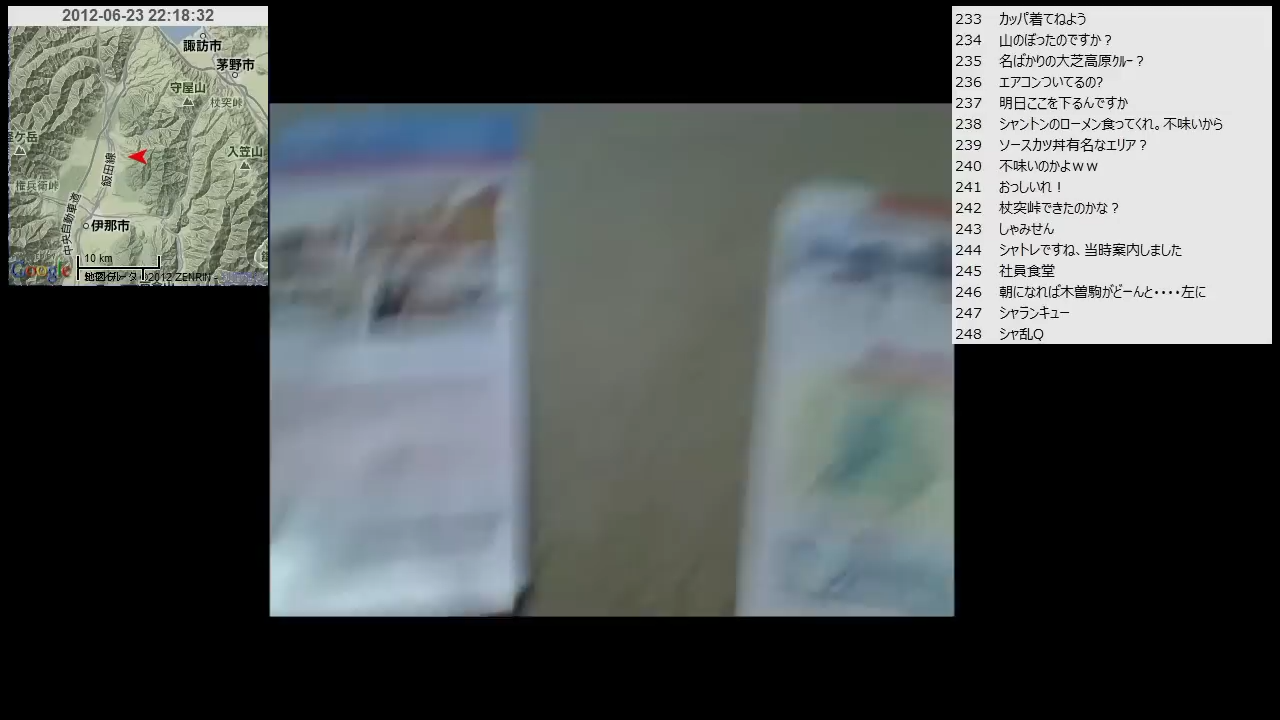 2012-06-23 22:18:32
諏訪市
茅野市
守屋山
杖突峠
入笠山
権兵衛峠
飯田線
中央自動車道
伊那市
10 km
Google
233 カッパ着てねよう
234 山のぼったのですか？
235 名ばかりの大芝高原ｸﾙｰ？
236 エアコンついてるの?
237 明日ここを下るんですか
238 シャントンのローメン食ってくれ。不味いから
239 ソースカツ丼有名なエリア？
240 不味いのかよｗｗ
241 おっしいれ！
242 杖突峠できたのかな？
243 しゃみせん
244 シャトレですね、当時案内しました
245 社員食堂
246 朝になれば木曽駒がどーんと・・・・左に
247 シャランキュー
248 シャ乱Q